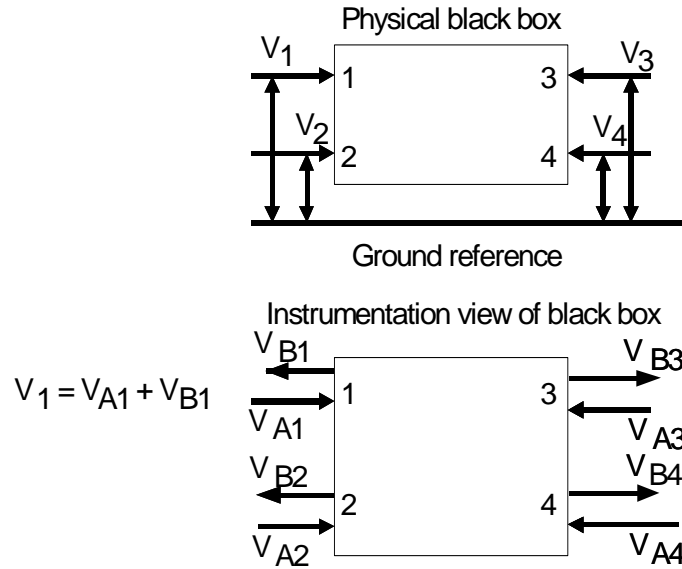 Physical black box
V1 V3
1 3
V2 V4
2 4
Ground reference
Instrumentation view of black box
VB1 VB3
V1 = VA1 + VB1
1 3
VA1 VA3
VB2 VB4
2 4
VA2 VA4